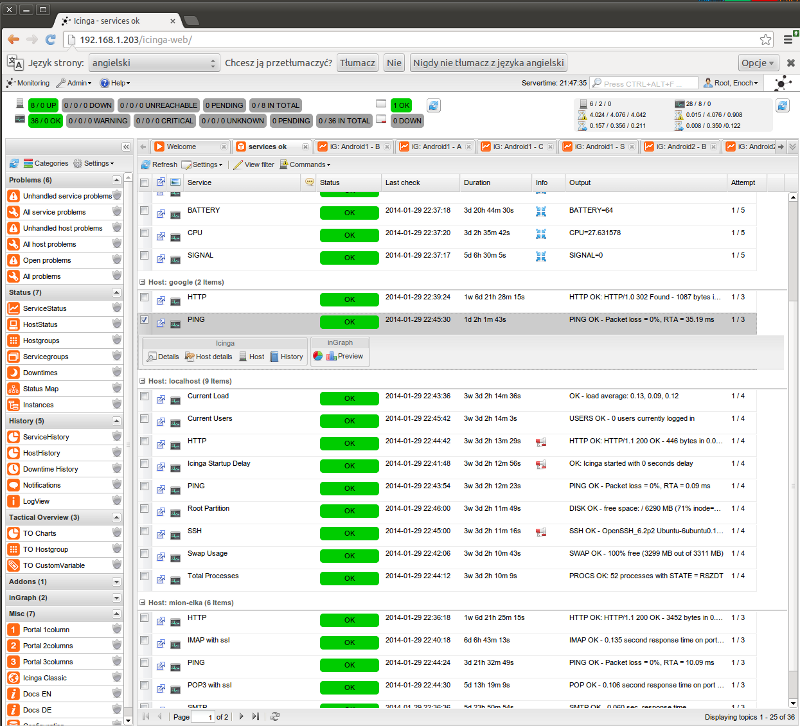 Icinga - services ok
192.168.1.203/icinga-web/
Język strony: angielski Chcesz ją przetłumaczyć? Tłumacz Nie Nigdy nie tłumacz z języka angielski Opcje
Monitoring Admin Help Servertime: 21:47:35 Press CTRL+ALT+F ... Root, Enoch
8 / 0 UP 0 / 0 / 0 DOWN 0 / 0 / 0 UNREACHABLE 0 PENDING 0 / 8 IN TOTAL 1 OK 6 / 2 / 0 28 / 8 / 0
4.024 / 4.076 / 4.042 0.015 / 4.076 / 0.908
36 / 0 OK 0 / 0 / 0 WARNING 0 / 0 / 0 CRITICAL 0 / 0 / 0 UNKNOWN 0 PENDING 0 / 36 IN TOTAL 0 DOWN 0.157 / 0.356 / 0.211 0.008 / 0.350 / 0.122
Welcome services ok IG: Android1 - B IG: Android1 - A IG: Android1 - C IG: Android1 - S IG: Android2 - B IG: Android2
Categories Settings
Refresh Settings View filter Commands
Problems (6)
Unhandled service problems
All service problems
Unhandled host problems
All host problems
Open problems
All problems
Status (7)
ServiceStatus
HostStatus
Hostgroups
Servicegroups
Downtimes
Status Map
Instances
History (5)
ServiceHistory
HostHistory
Downtime History
Notifications
LogView
Tactical Overview (3)
TO Charts
TO Hostgroup
TO CustomVariable
Addons (1)
inGraph (2)
Misc (7)
Portal 1column
Portal 2columns
Portal 3columns
Icinga Classic
Docs EN
Docs DE
Service Status Last check Duration Info Output Attempt
BATTERY OK 2014-01-29 22:37:18 3d 20h 44m 30s BATTERY=64 1 / 5
CPU OK 2014-01-29 22:37:20 3d 2h 35m 42s CPU=27.631578 1 / 5
SIGNAL OK 2014-01-29 22:37:17 5d 6h 30m 5s SIGNAL=0 1 / 5
Host: google (2 Items)
HTTP OK 2014-01-29 22:39:24 1w 6d 21h 28m 15s HTTP OK: HTTP/1.0 302 Found - 1087 bytes i... 1 / 3
PING OK 2014-01-29 22:45:30 1d 2h 1m 43s PING OK - Packet loss = 0%, RTA = 35.19 ms 1 / 3
Icinga inGraph
Details Host details Host History Preview
Host: localhost (9 Items)
Current Load OK 2014-01-29 22:43:36 3w 3d 2h 14m 36s OK - load average: 0.13, 0.09, 0.12 1 / 4
Current Users OK 2014-01-29 22:45:42 3w 3d 2h 14m 3s USERS OK - 0 users currently logged in 1 / 4
HTTP OK 2014-01-29 22:44:42 3w 3d 2h 13m 29s HTTP OK: HTTP/1.1 200 OK - 446 bytes in 0.0... 1 / 4
Icinga Startup Delay OK 2014-01-29 22:41:48 3w 3d 2h 12m 56s OK: Icinga started with 0 seconds delay 1 / 4
PING OK 2014-01-29 22:43:54 3w 3d 2h 12m 23s PING OK - Packet loss = 0%, RTA = 0.09 ms 1 / 4
Root Partition OK 2014-01-29 22:46:00 3w 3d 2h 11m 49s DISK OK - free space: / 6290 MB (71% inode=... 1 / 4
SSH OK 2014-01-29 22:45:00 3w 3d 2h 11m 16s SSH OK - OpenSSH_6.2p2 Ubuntu-6ubuntu0.1... 1 / 4
Swap Usage OK 2014-01-29 22:42:06 3w 3d 2h 10m 43s SWAP OK - 100% free (3299 MB out of 3311 MB) 1 / 4
Total Processes OK 2014-01-29 22:44:12 3w 3d 2h 10m 9s PROCS OK: 52 processes with STATE = RSZDT 1 / 4
Host: mion-elka (6 Items)
HTTP OK 2014-01-29 22:36:18 1w 6d 21h 25m 15s HTTP OK: HTTP/1.1 200 OK - 3452 bytes in 0.... 1 / 3
IMAP with ssl OK 2014-01-29 22:40:18 6d 6h 43m 13s IMAP OK - 0.135 second response time on port ... 1 / 3
PING OK 2014-01-29 22:44:24 3d 21h 32m 49s PING OK - Packet loss = 0%, RTA = 10.09 ms 1 / 3
POP3 with ssl OK 2014-01-29 22:44:30 5d 13h 19m 9s POP OK - 0.106 second response time on port ... 1 / 3
Page 1 of 2 Displaying topics 1 - 25 of 36